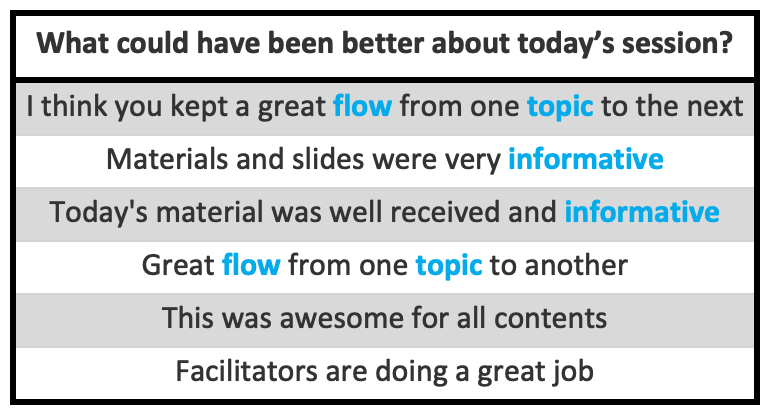 What could have been better about today’s session?
I think you kept a great flow from one topic to the next
Materials and slides were very informative
Today's material was well received and informative
Great flow from one topic to another
This was awesome for all contents
Facilitators are doing a great job